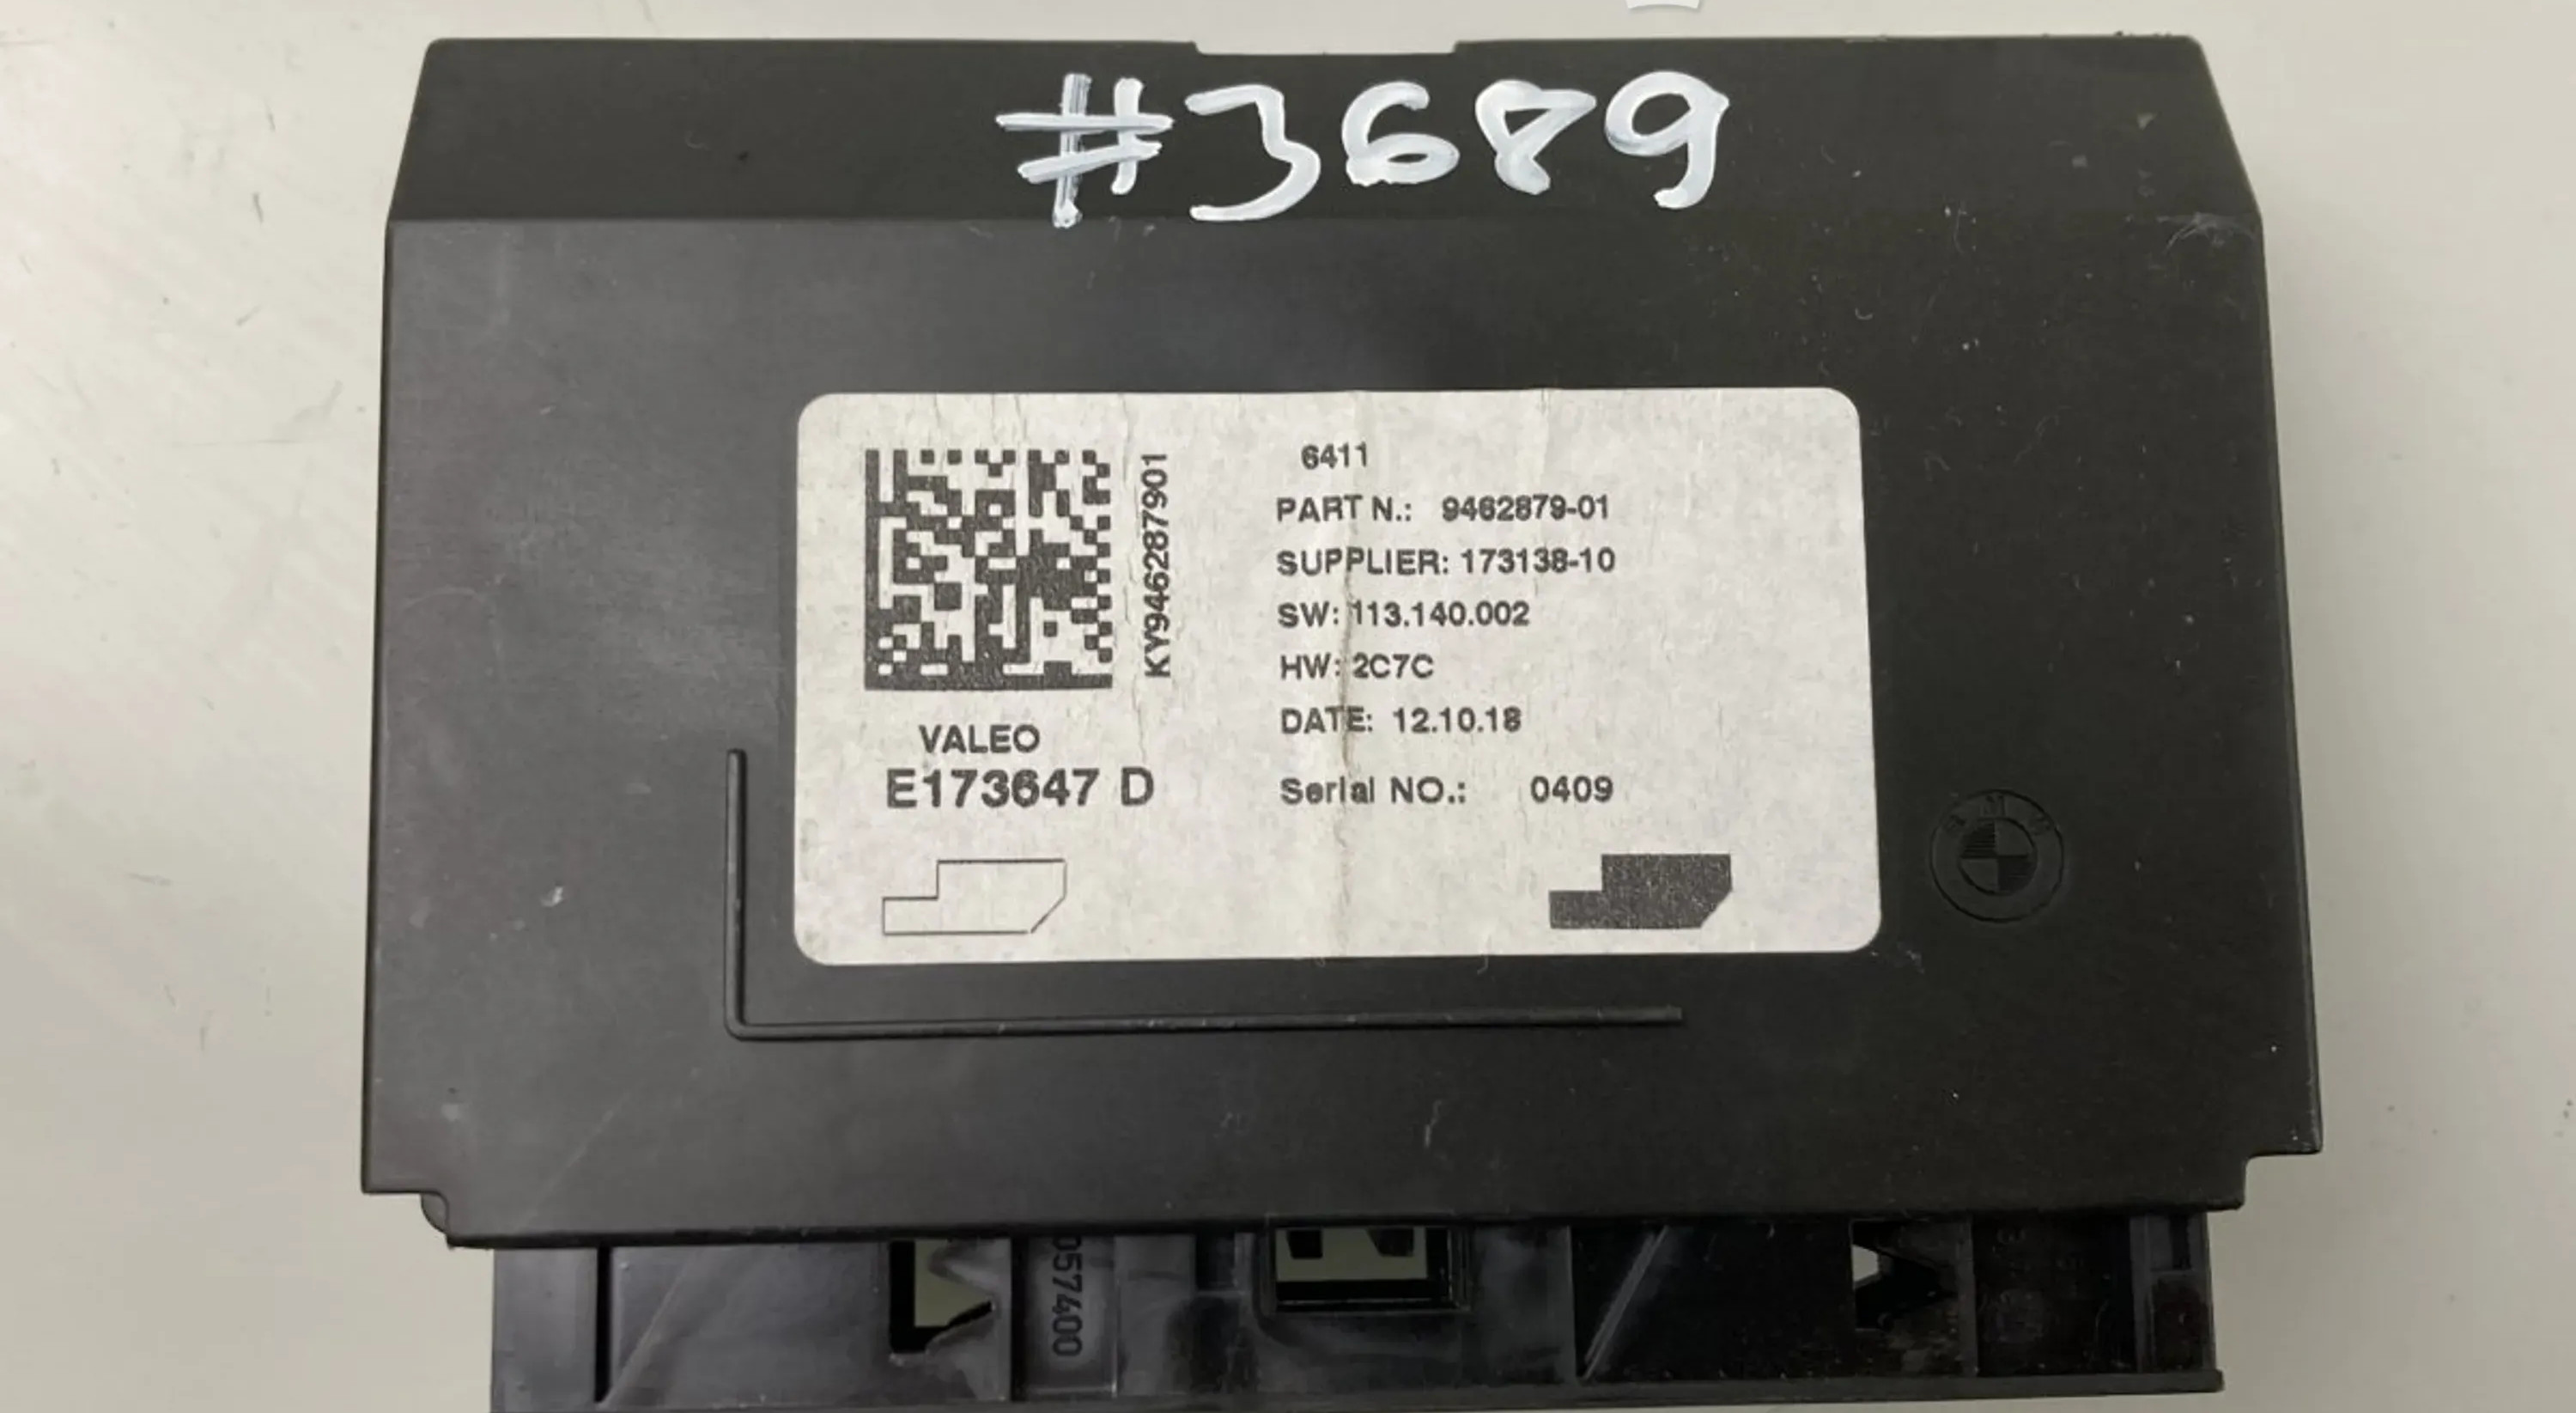 #3689
6411
PART N.: 9462879-01
SUPPLIER: 173138-10
SW: 113.140.002
HW: 2C7C
DATE: 12.10.18
Serial NO.: 0409
KY946287901
VALEO
E173647 D
BMW
057400